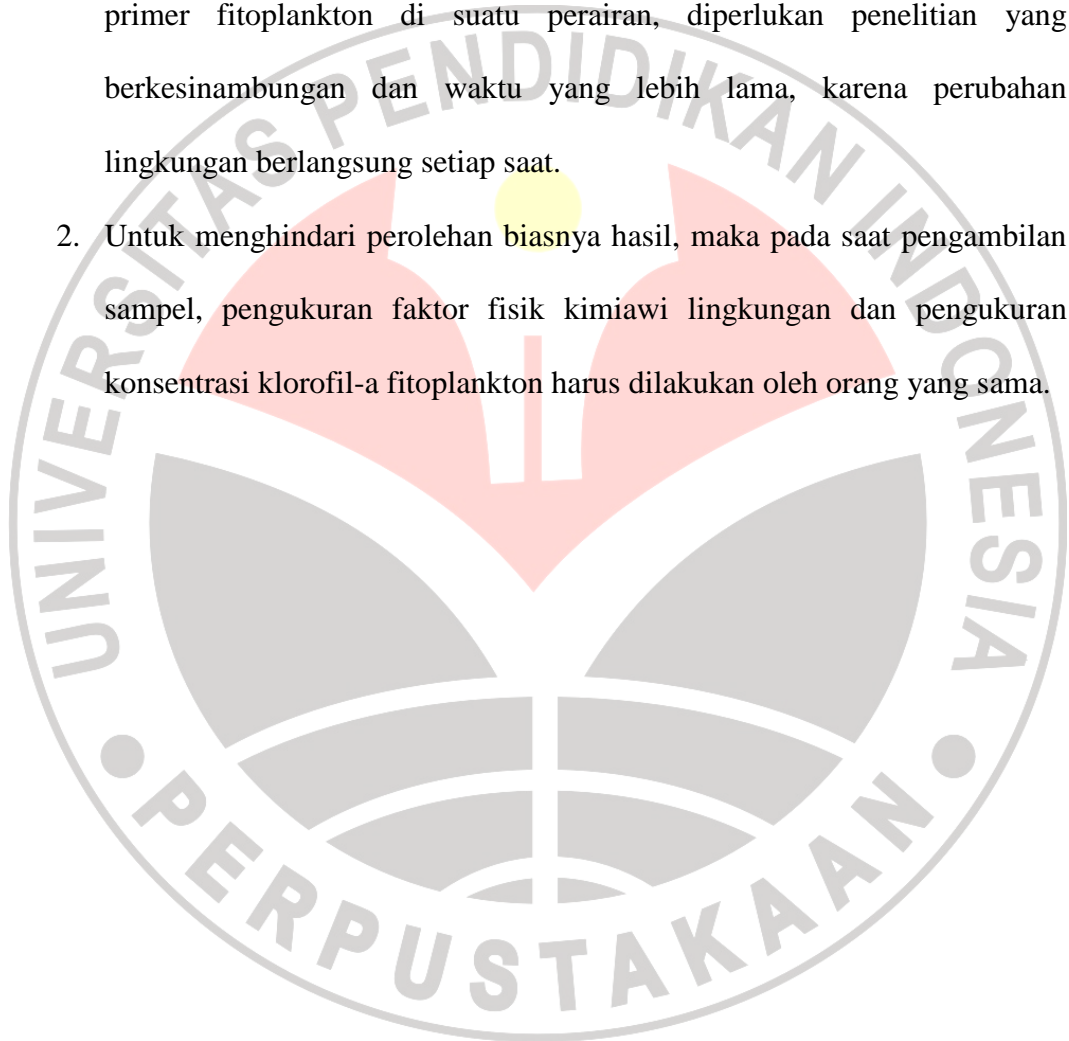 primer fitoplankton di suatu perairan, diperlukan penelitian yang
berkesinambungan dan waktu yang lebih lama, karena perubahan
lingkungan berlangsung setiap saat.
2. Untuk menghindari perolehan biasnya hasil, maka pada saat pengambilan
sampel, pengukuran faktor fisik kimiawi lingkungan dan pengukuran
konsentrasi klorofil-a fitoplankton harus dilakukan oleh orang yang sama.
UNIVERSITAS PENDIDIKAN INDONESIA
PERPUSTAKAAN